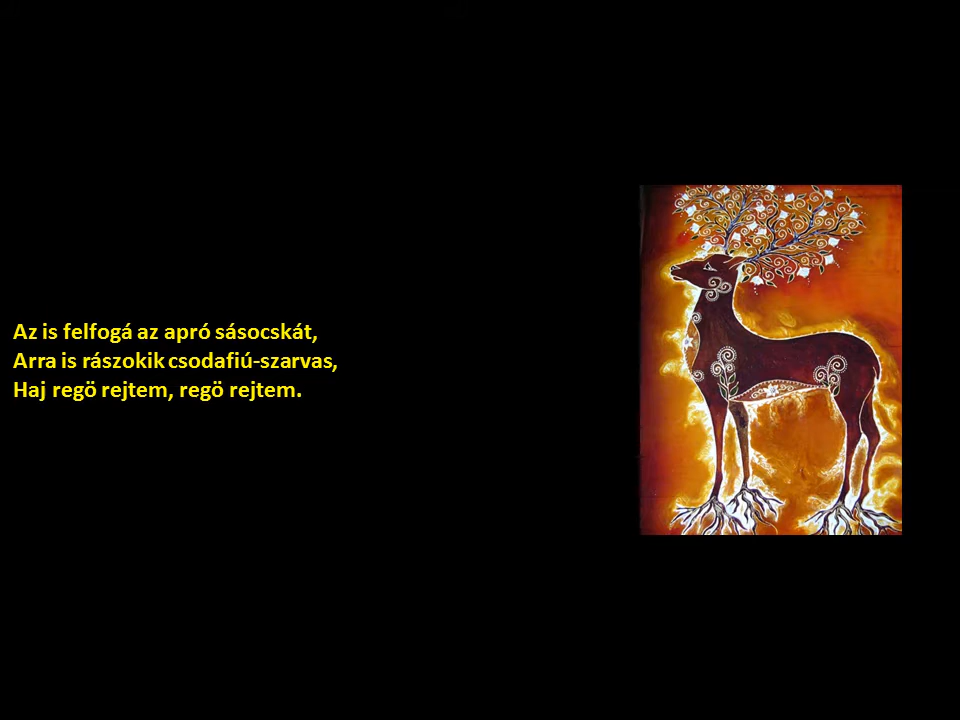 Az is felfogá az apró sásocskát,
Arra is rászokik csodafiú-szarvas,
Haj regö rejtem, regö rejtem.